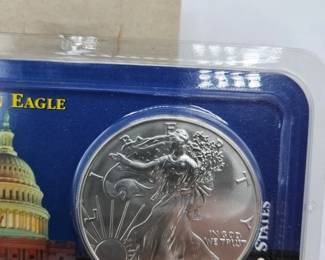 EAGLE
LIBERTY
IN GOD
WE TRUST
STATES